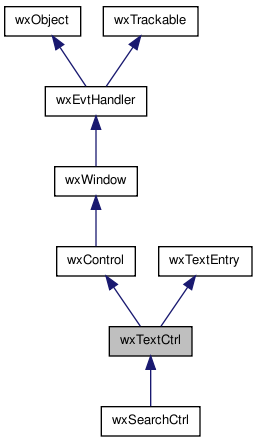 wxObject
wxTrackable
wxEvtHandler
wxWindow
wxControl
wxTextEntry
wxTextCtrl
wxSearchCtrl